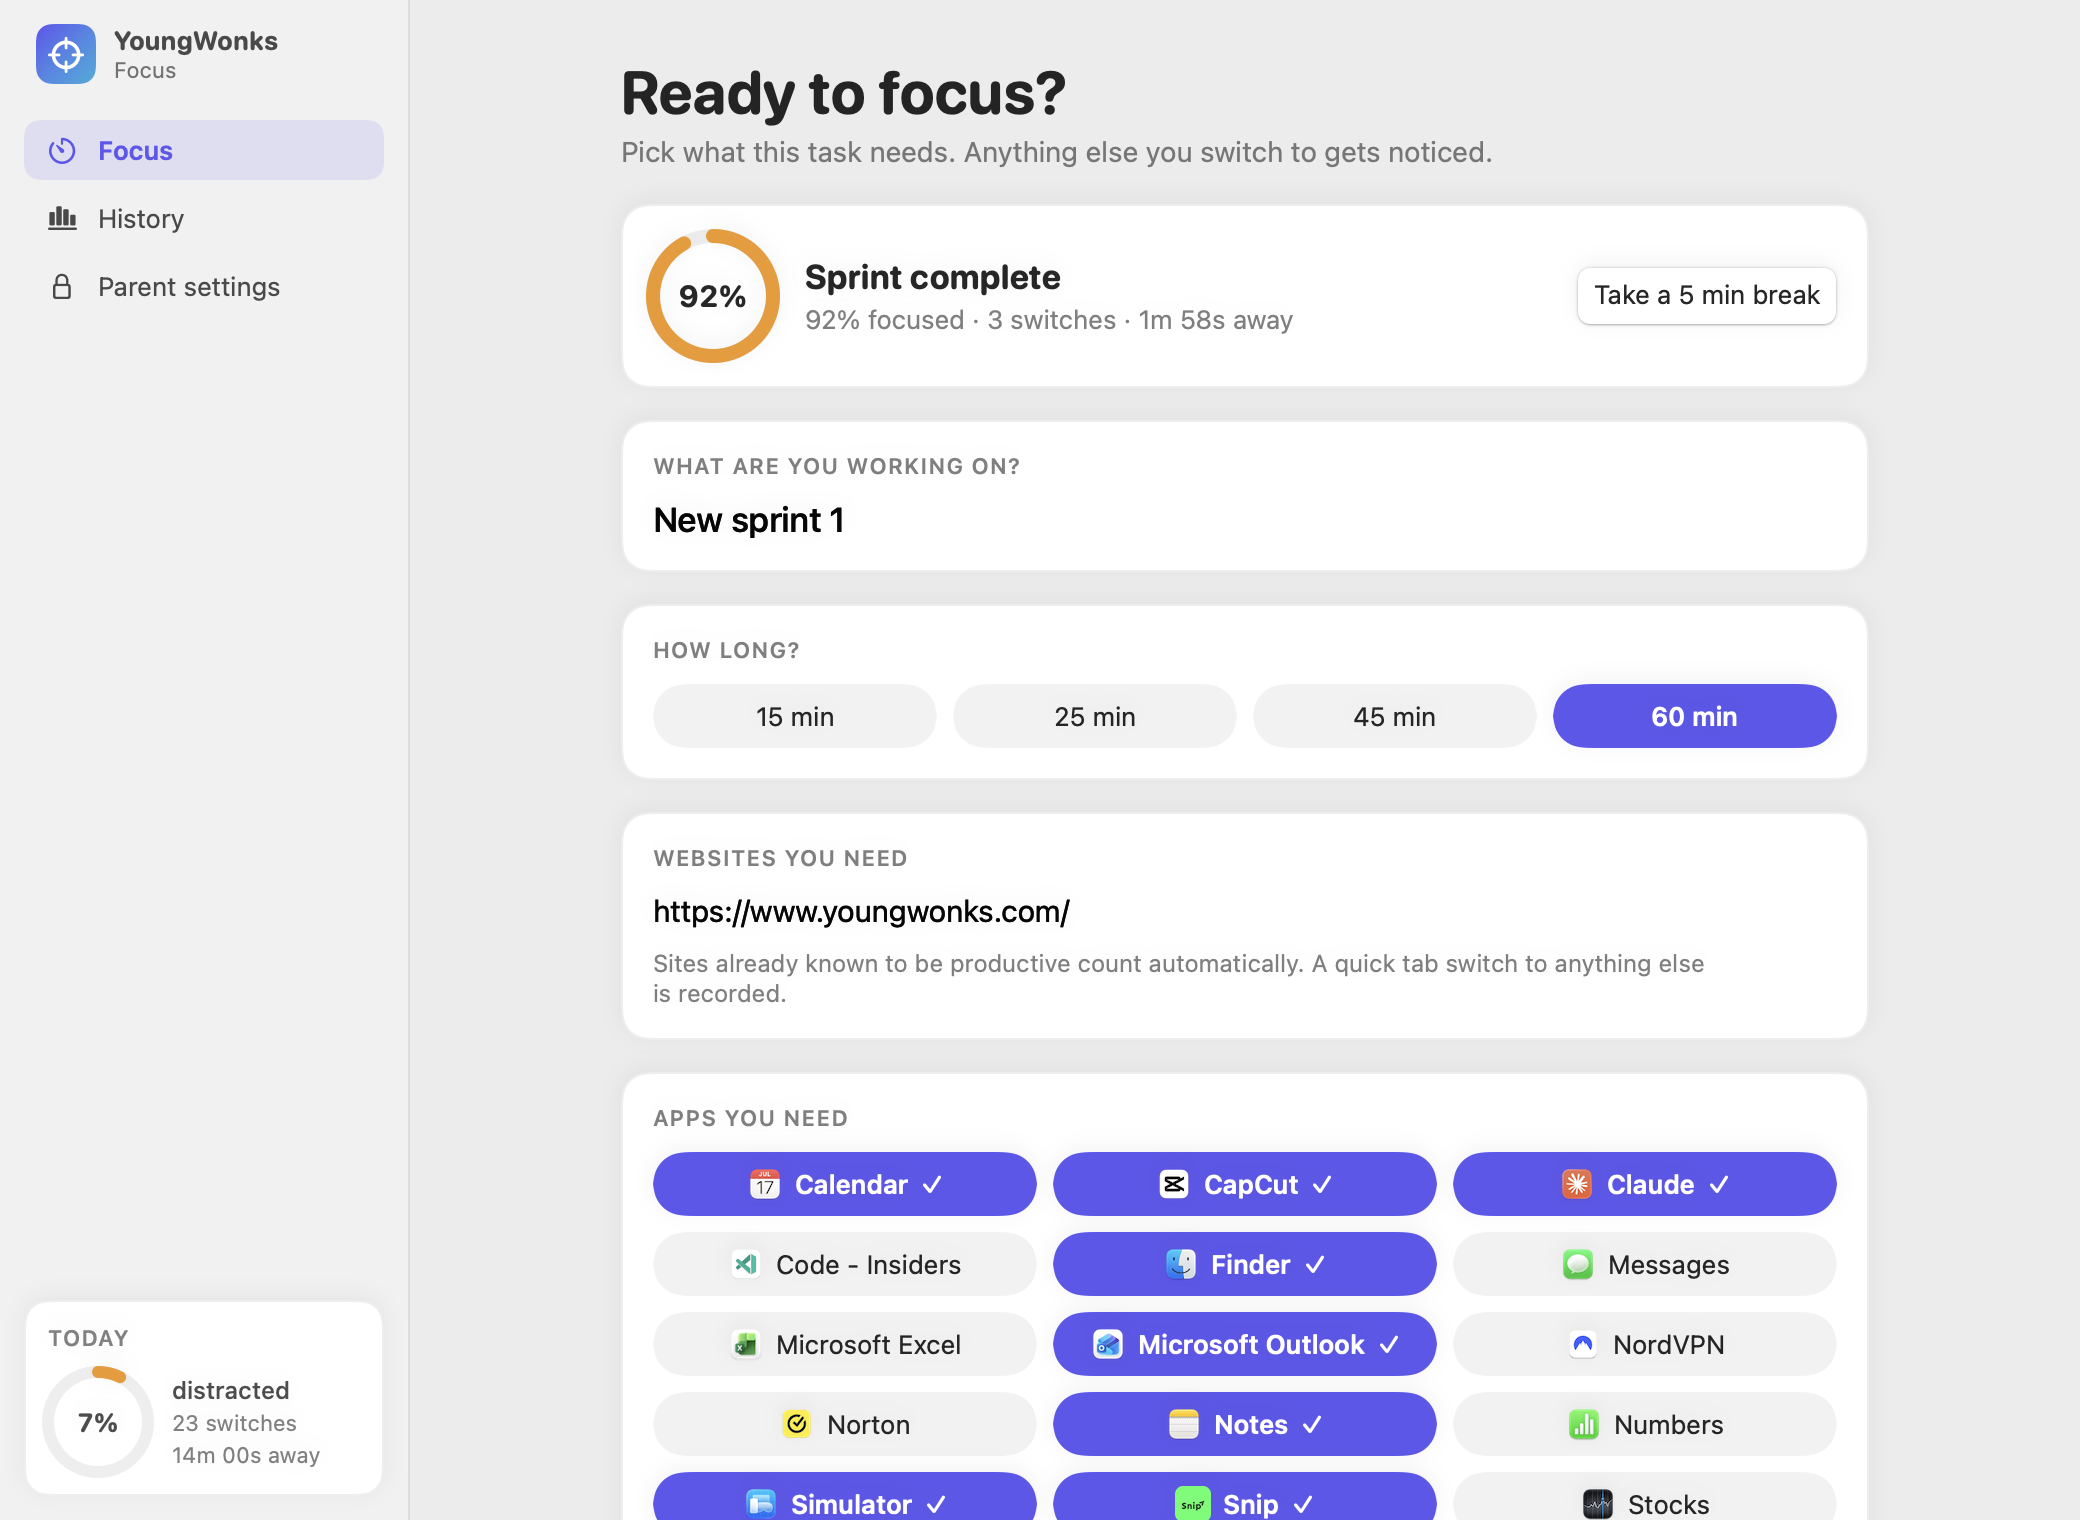 YoungWonks
Focus
Focus
History
Parent settings
TODAY
7%
distracted
23 switches
14m 00s away
Ready to focus?
Pick what this task needs. Anything else you switch to gets noticed.
92%
Sprint complete
92% focused · 3 switches · 1m 58s away
Take a 5 min break
WHAT ARE YOU WORKING ON?
New sprint 1
HOW LONG?
15 min
25 min
45 min
60 min
WEBSITES YOU NEED
https://www.youngwonks.com/
Sites already known to be productive count automatically. A quick tab switch to anything else
is recorded.
APPS YOU NEED
JUL
17
Calendar ✓
CapCut ✓
Claude ✓
Code - Insiders
Finder ✓
Messages
Microsoft Excel
Microsoft Outlook ✓
NordVPN
Norton
Notes ✓
Numbers
Simulator ✓
Snip
Snip ✓
Stocks